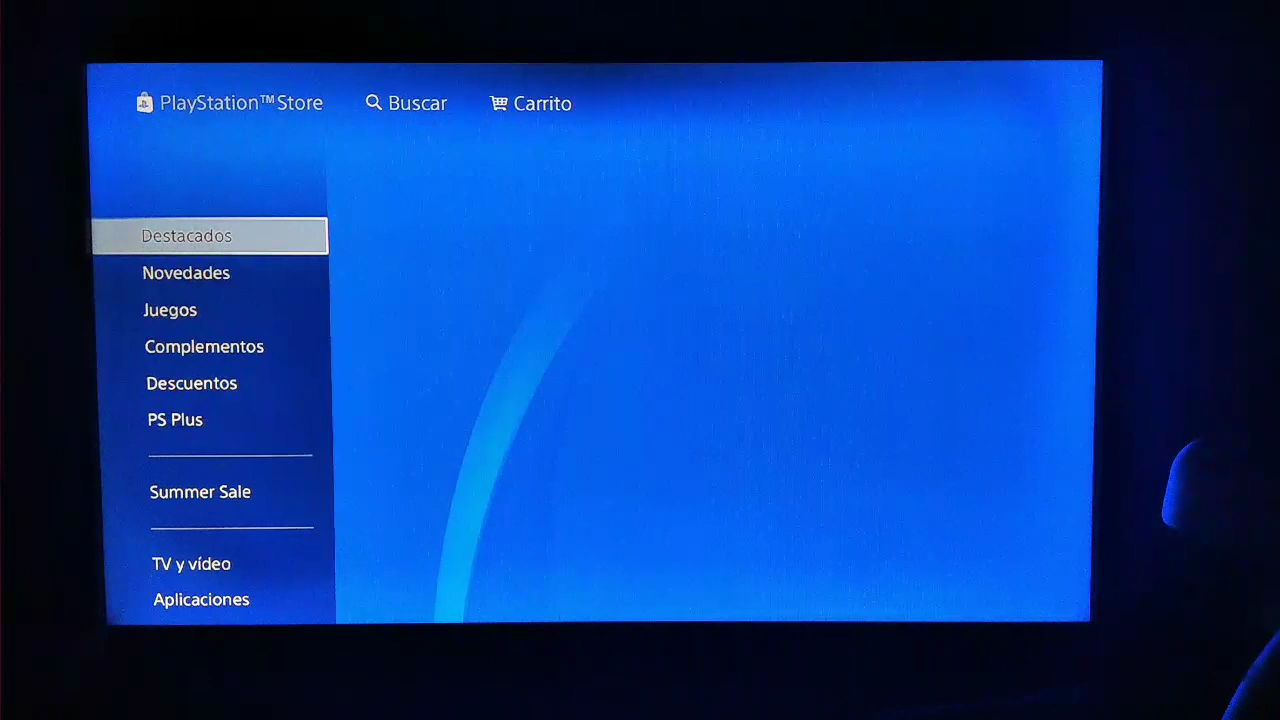 PlayStation™Store Buscar Carrito
Destacados
Novedades
Juegos
Complementos
Descuentos
PS Plus
Summer Sale
TV y vídeo
Aplicaciones